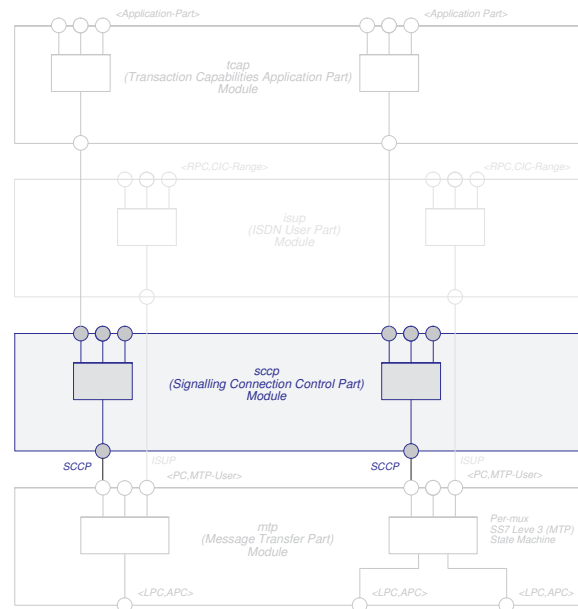 <Application-Part>
<Application Part>
tcap
(Transaction Capabilities Application Part)
Module
<RPC,CIC-Range>
<RPC,CIC-Range>
isup
(ISDN User Part)
Module
sccp
(Signalling Connection Control Part)
Module
SCCP
ISUP
SCCP
ISUP
<PC,MTP-User>
<PC,MTP-User>
mtp
(Message Transfer Part)
Module
Per-mux
SS7 Leve 3 (MTP)
State Machine
<LPC,APC>
<LPC,APC>
<LPC,APC>